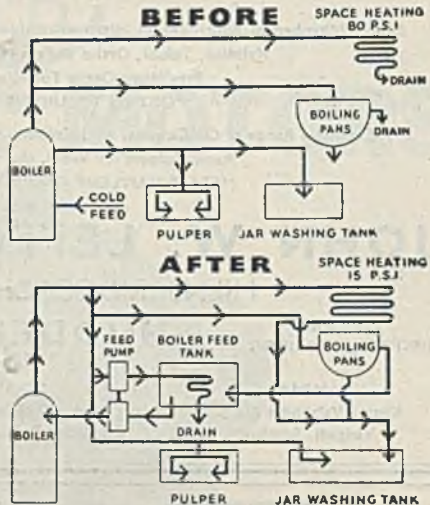 BEFORE
SPACE HEATING
80 P.S.I
DRAIN
BOILING
PANS
DRAIN
BOILER
COLD
FEED
PULPER
JAR WASHING TANK
AFTER
SPACE HEATING
15 P.S.I.
FEED
PUMP
BOILER FEED
TANK
BOILING
PANS
BOILER
DRAIN
PULPER
JAR WASHING TANK